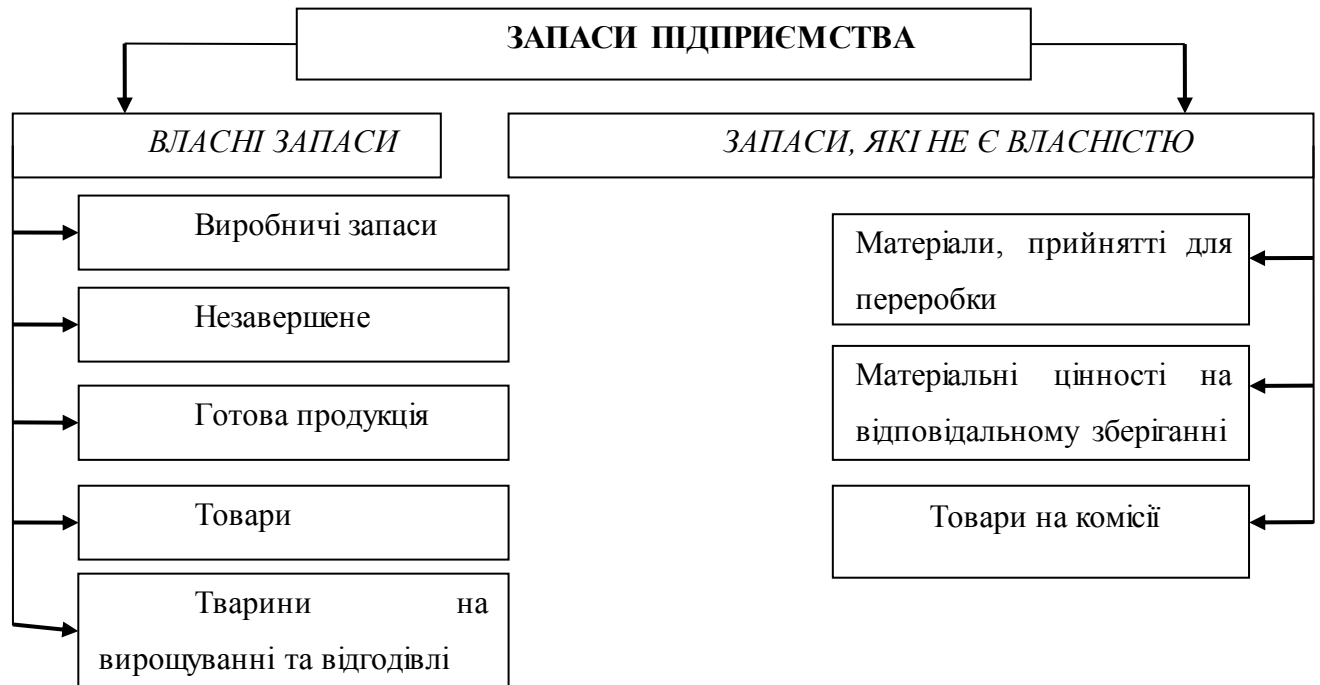 ЗАПАСИ ПІДПРИЄМСТВА
ВЛАСНІ ЗАПАСИ
ЗАПАСИ, ЯКІ НЕ Є ВЛАСНІСТЮ
Виробничі запаси
Незавершене
Готова продукція
Товари
Тварини на
вирощуванні та відгодівлі
Матеріали, прийнятті для
переробки
Матеріальні цінності на
відповідальному зберіганні
Товари на комісії